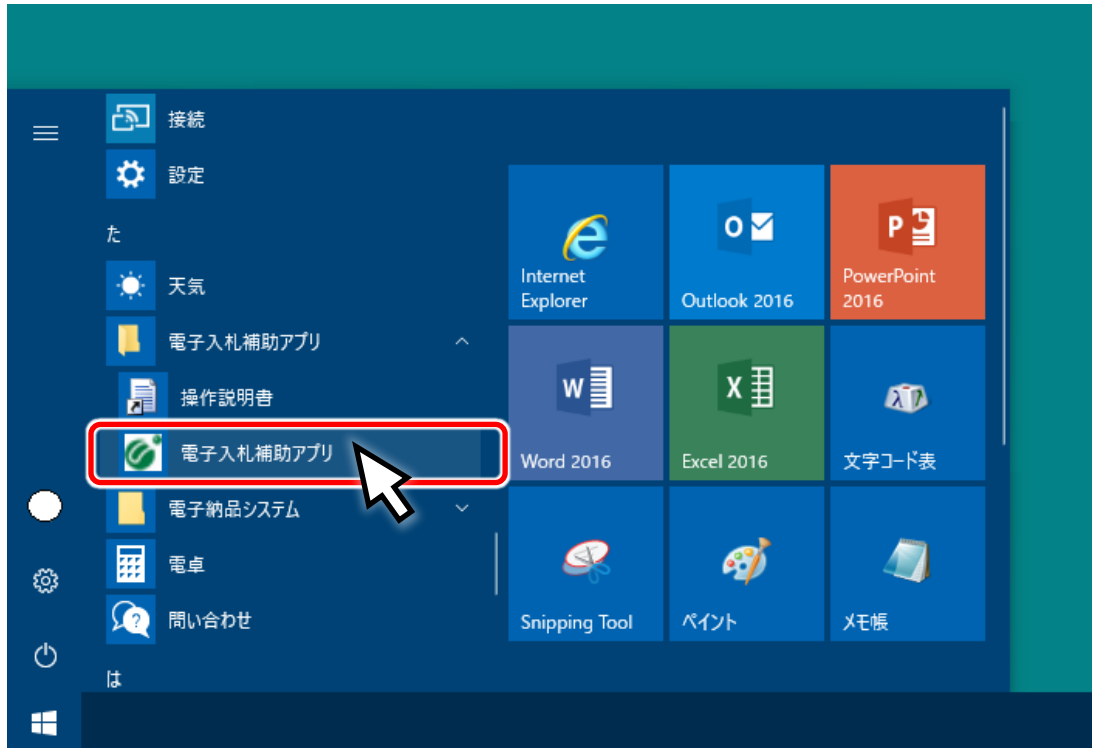 接続
設定
た
天気
電子入札補助アプリ
操作説明書
電子入札補助アプリ
電子納品システム
電卓
問い合わせ
は
Internet
Explorer
Outlook 2016
PowerPoint
2016
Word 2016
Excel 2016
文字コード表
Snipping Tool
ペイント
メモ帳